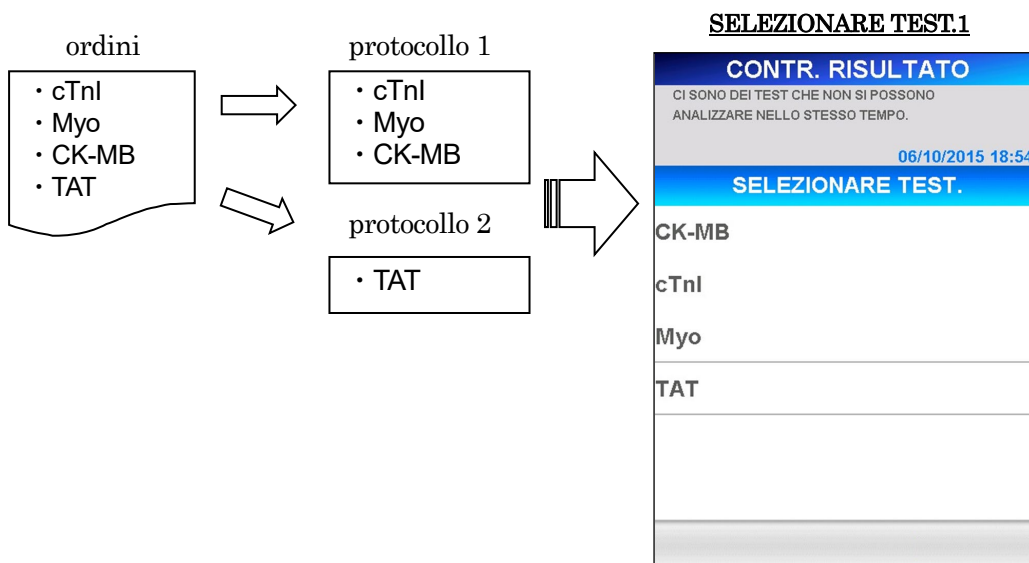 ordini
・cTnI
・Myo
・CK-MB
・TAT
protocollo 1
・cTnI
・Myo
・CK-MB
protocollo 2
・TAT
SELEZIONARE TEST.1
CONTR. RISULTATO
CI SONO DEI TEST CHE NON SI POSSONO
ANALIZZARE NELLO STESSO TEMPO.
06/10/2015 18:54
SELEZIONARE TEST.
CK-MB
cTnI
Myo
TAT